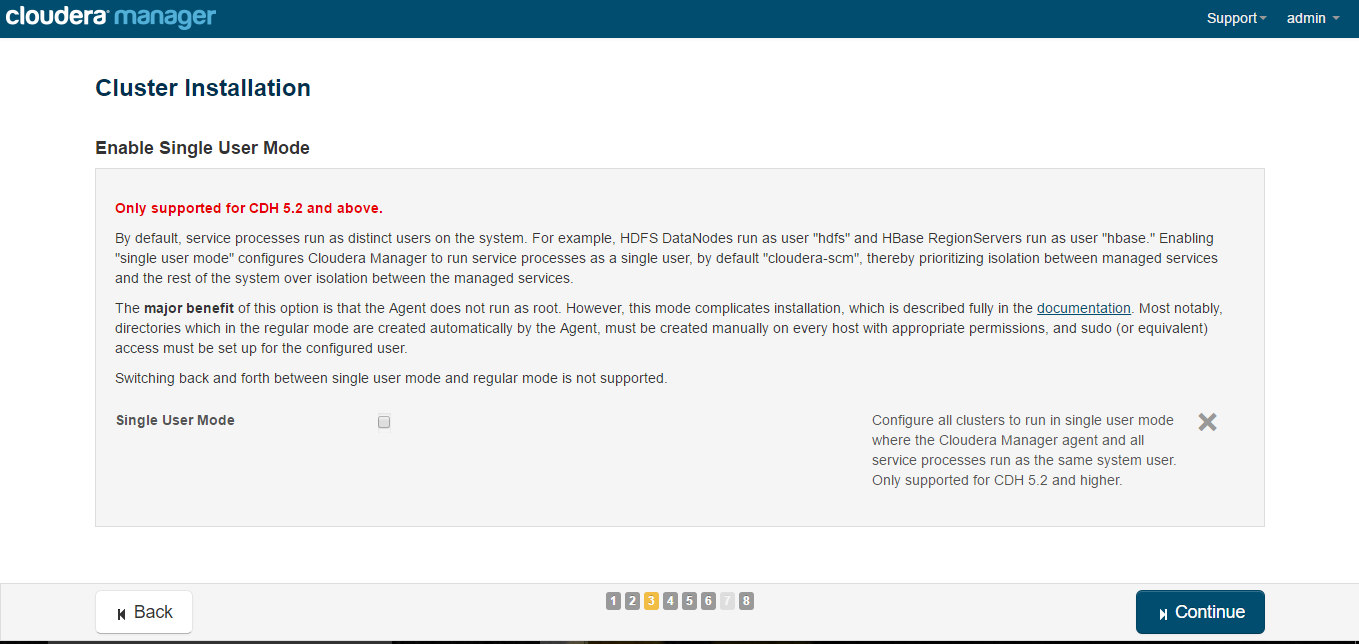 cloudera manager
Support admin
Cluster Installation
Enable Single User Mode
Only supported for CDH 5.2 and above.
By default, service processes run as distinct users on the system. For example, HDFS DataNodes run as user "hdfs" and HBase RegionServers run as user "hbase." Enabling
"single user mode" configures Cloudera Manager to run service processes as a single user, by default "cloudera-scm", thereby prioritizing isolation between managed services
and the rest of the system over isolation between the managed services.
The major benefit of this option is that the Agent does not run as root. However, this mode complicates installation, which is described fully in the documentation. Most notably,
directories which in the regular mode are created automatically by the Agent, must be created manually on every host with appropriate permissions, and sudo (or equivalent)
access must be set up for the configured user.
Switching back and forth between single user mode and regular mode is not supported.
Single User Mode
Configure all clusters to run in single user mode
where the Cloudera Manager agent and all
service processes run as the same system user.
Only supported for CDH 5.2 and higher.
Back
1 2 3 4 5 6 7 8
Continue